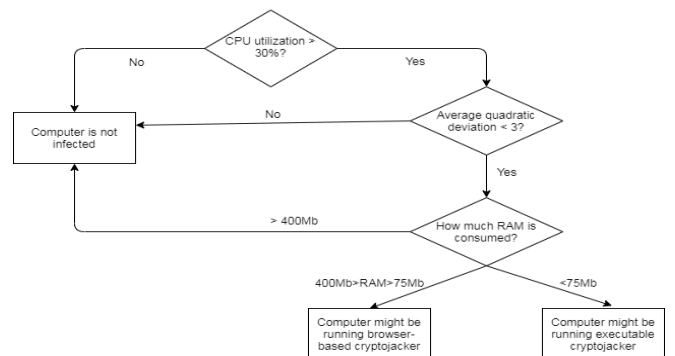 CPU utilization >
30%?
No
Yes
Computer is not
infected
No
Average quadratic
deviation < 3?
Yes
> 400Mb
How much RAM is
consumed?
400Mb>RAM>75Mb
<75Mb
Computer might be
running browser-
based cryptojacker
Computer might be
running executable
cryptojacker